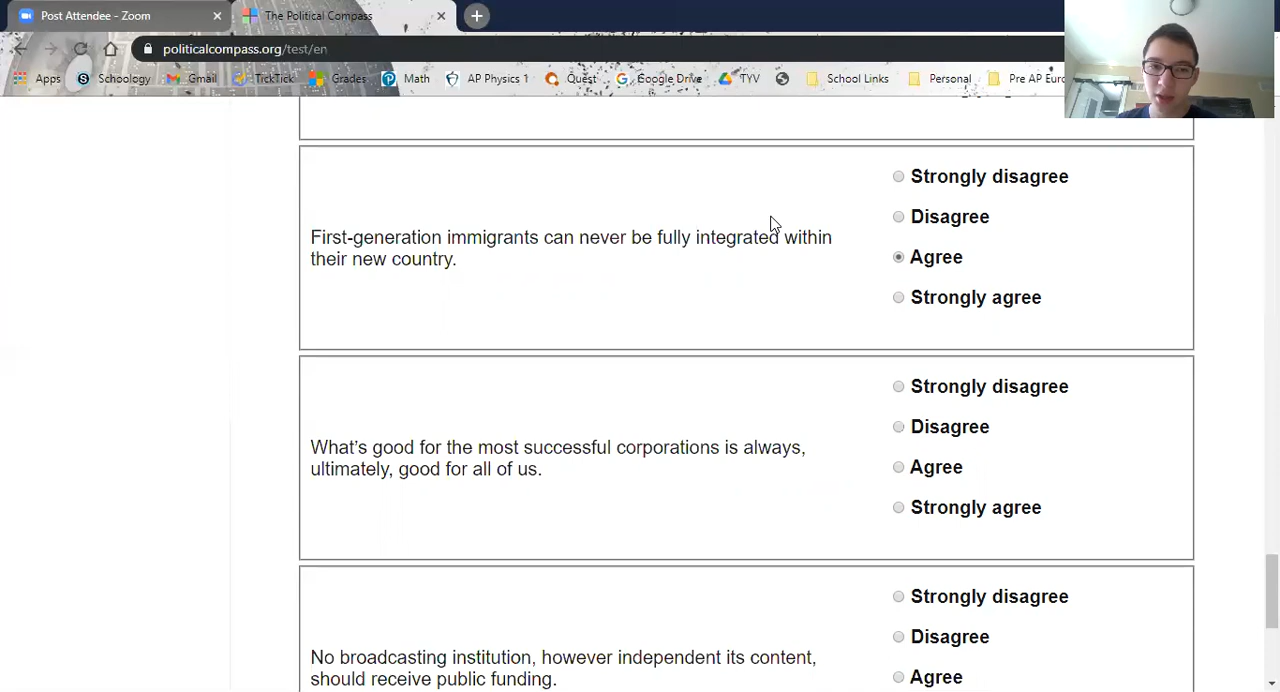 Post Attendee - Zoom
The Political Compass
politicalcompass.org/test/en
Apps
Schoology
Gmail
TickTick
Grades
Math
AP Physics 1
Quest
Google Drive
TYV
School Links
Personal
Pre AP Euro
First-generation immigrants can never be fully integrated within
their new country.
Strongly disagree
Disagree
Agree
Strongly agree
What's good for the most successful corporations is always,
ultimately, good for all of us.
Strongly disagree
Disagree
Agree
Strongly agree
No broadcasting institution, however independent its content,
should receive public funding.
Strongly disagree
Disagree
Agree